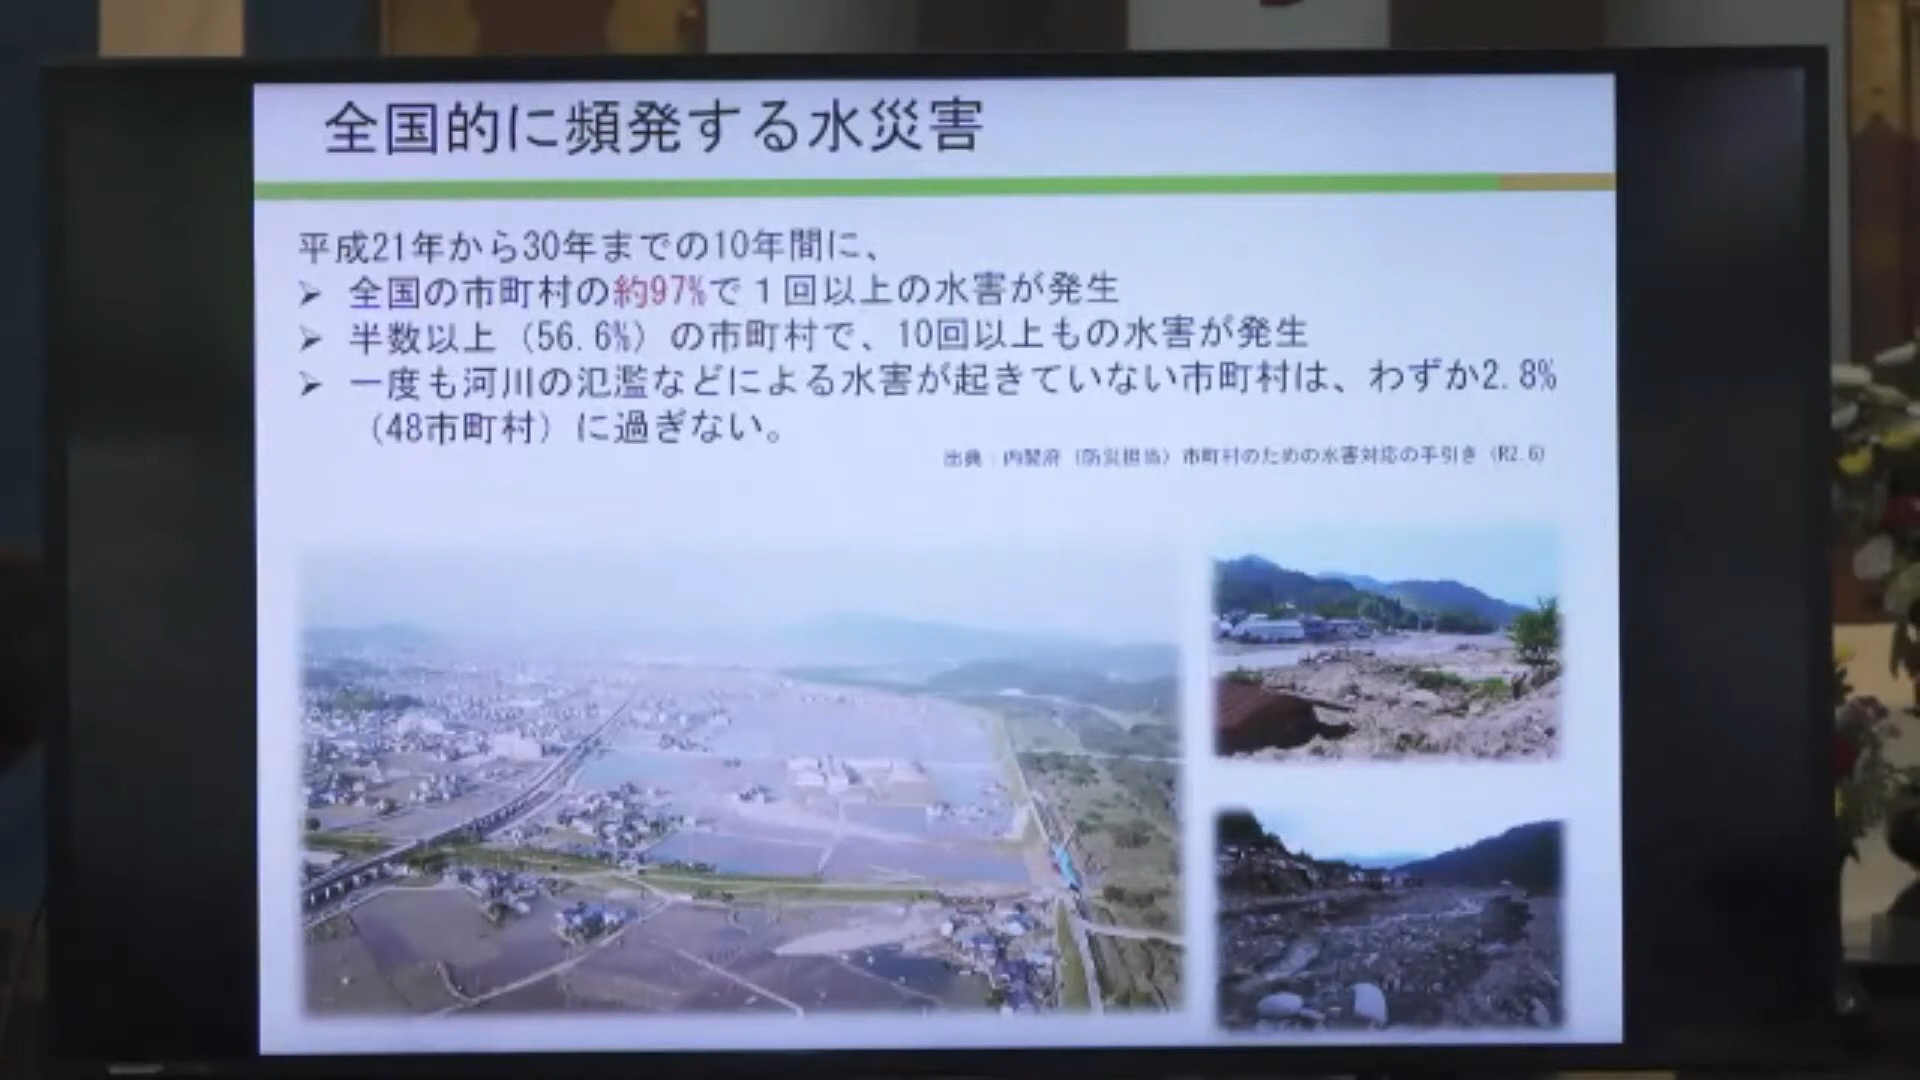 全国的に頻発する水災害
平成21年から30年までの10年間に、
➢ 全国の市町村の約97%で１回以上の水害が発生
➢ 半数以上（56.6%）の市町村で、10回以上もの水害が発生
➢ 一度も河川の氾濫などによる水害が起きていない市町村は、わずか2.8%
（48市町村）に過ぎない。
出典：内閣府（防災担当）市町村のための水害対応の手引き（R2.6）